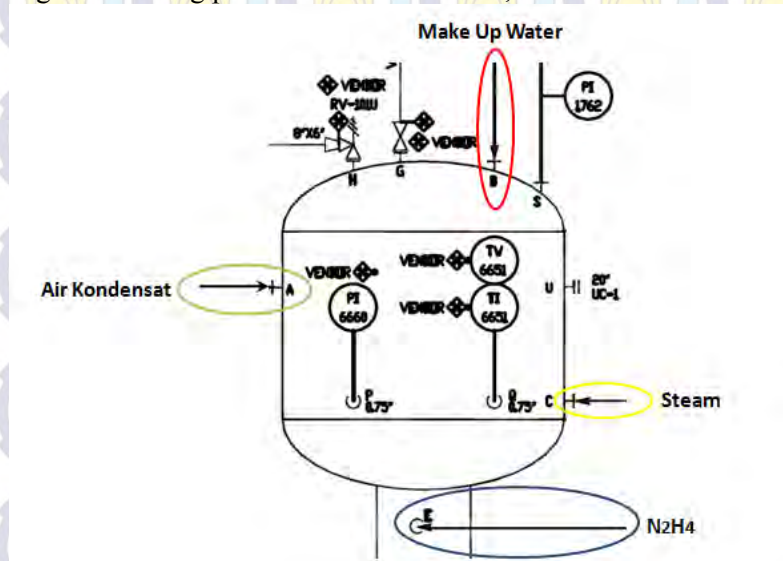 Make Up Water
VENDOR
RV-101U
8"X6"
VENDOR
PI
1762
H
G
B
S
Air Kondensat
A
VENDOR
PI
6660
VENDOR
TV
6651
VENDOR
TI
6651
U
20"
UC-1
P
0.75"
Q
0.75"
C
Steam
E
N2H4